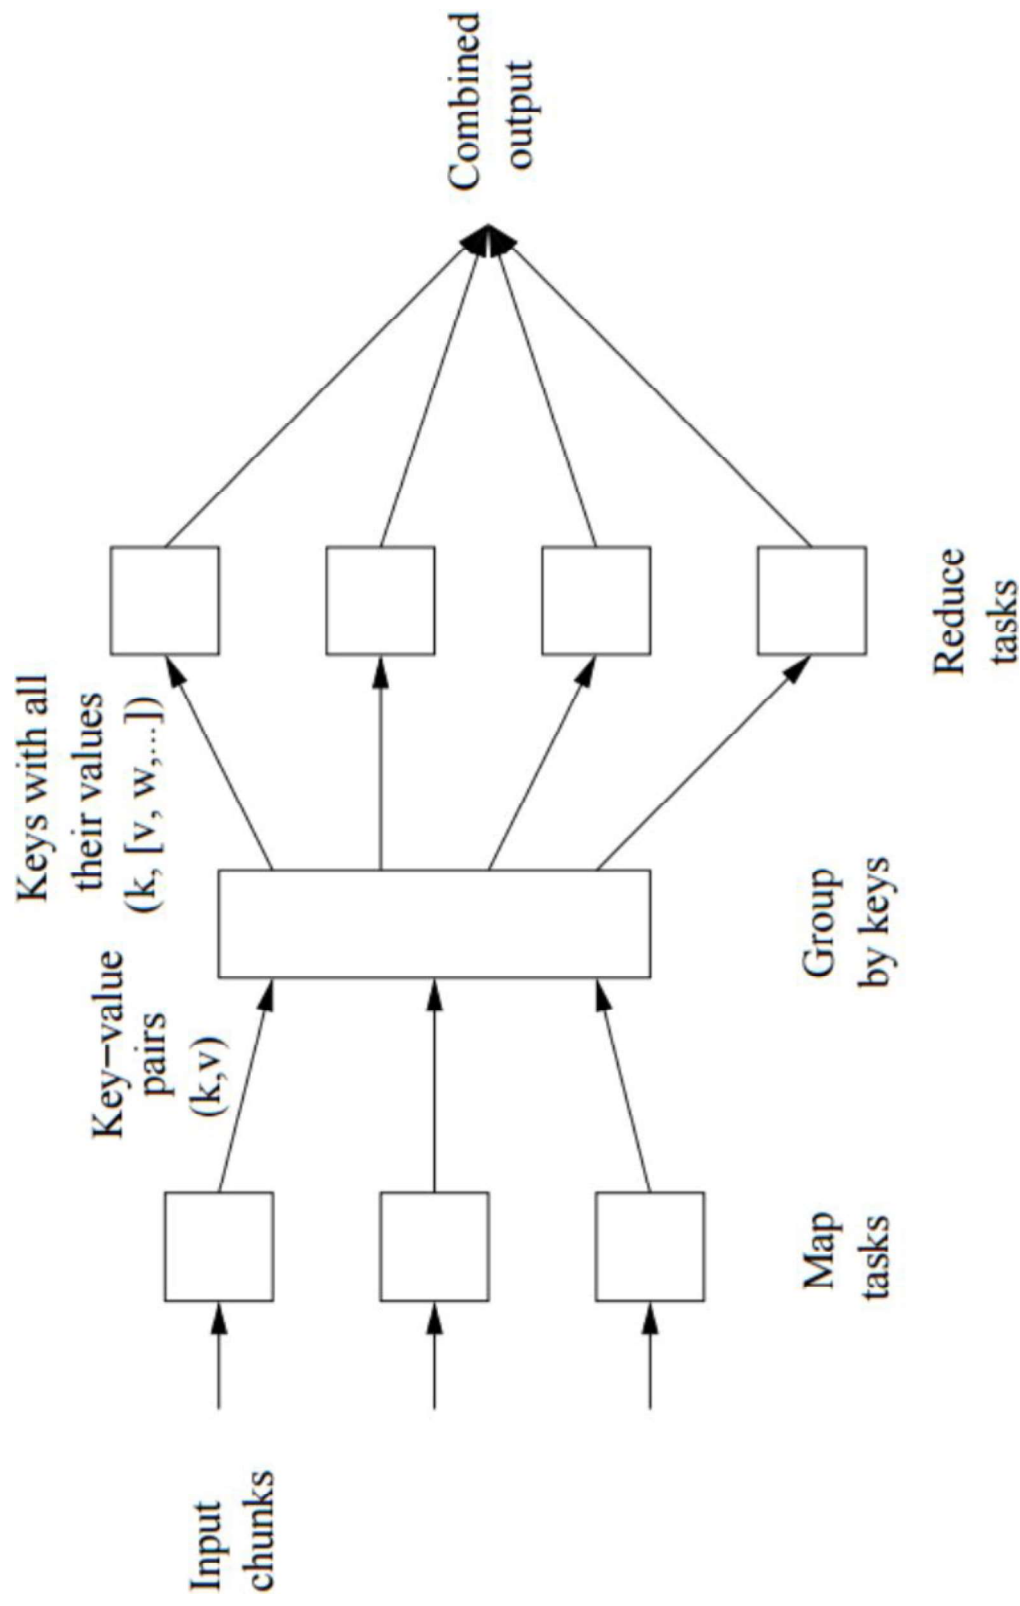 Input
chunks
Key−value
pairs
(k,v)
Keys with all
their values
(k, [v, w,...])
Combined
output
Map
tasks
Group
by keys
Reduce
tasks